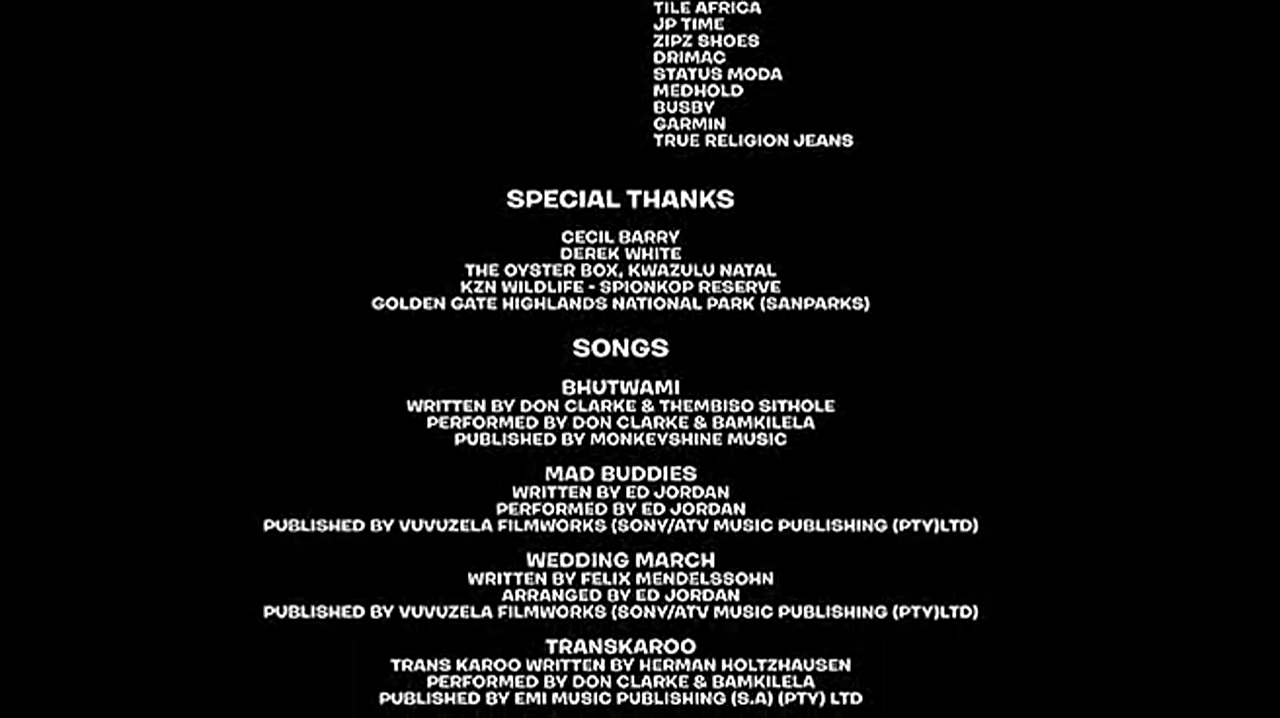 TILE AFRICA
JP TIME
ZIPZ SHOES
DRIMAC
STATUS MODA
MEDHOLD
BUSBY
GARMIN
TRUE RELIGION JEANS
SPECIAL THANKS
CECIL BARRY
DEREK WHITE
THE OYSTER BOX, KWAZULU NATAL
KZN WILDLIFE - SPIONKOP RESERVE
GOLDEN GATE HIGHLANDS NATIONAL PARK (SANPARKS)
SONGS
BHUTWAMI
WRITTEN BY DON CLARKE & THEMBISO SITHOLE
PERFORMED BY DON CLARKE & BAMKILELA
PUBLISHED BY MONKEYSHINE MUSIC
MAD BUDDIES
WRITTEN BY ED JORDAN
PERFORMED BY ED JORDAN
PUBLISHED BY VUVUZELA FILMWORKS (SONY/ATV MUSIC PUBLISHING (PTY)LTD)
WEDDING MARCH
WRITTEN BY FELIX MENDELSSOHN
ARRANGED BY ED JORDAN
PUBLISHED BY VUVUZELA FILMWORKS (SONY/ATV MUSIC PUBLISHING (PTY)LTD)
TRANSKAROO
TRANS KAROO WRITTEN BY HERMAN HOLTZHAUSEN
PERFORMED BY DON CLARKE & BAMKILELA
PUBLISHED BY EMI MUSIC PUBLISHING (S.A) (PTY) LTD